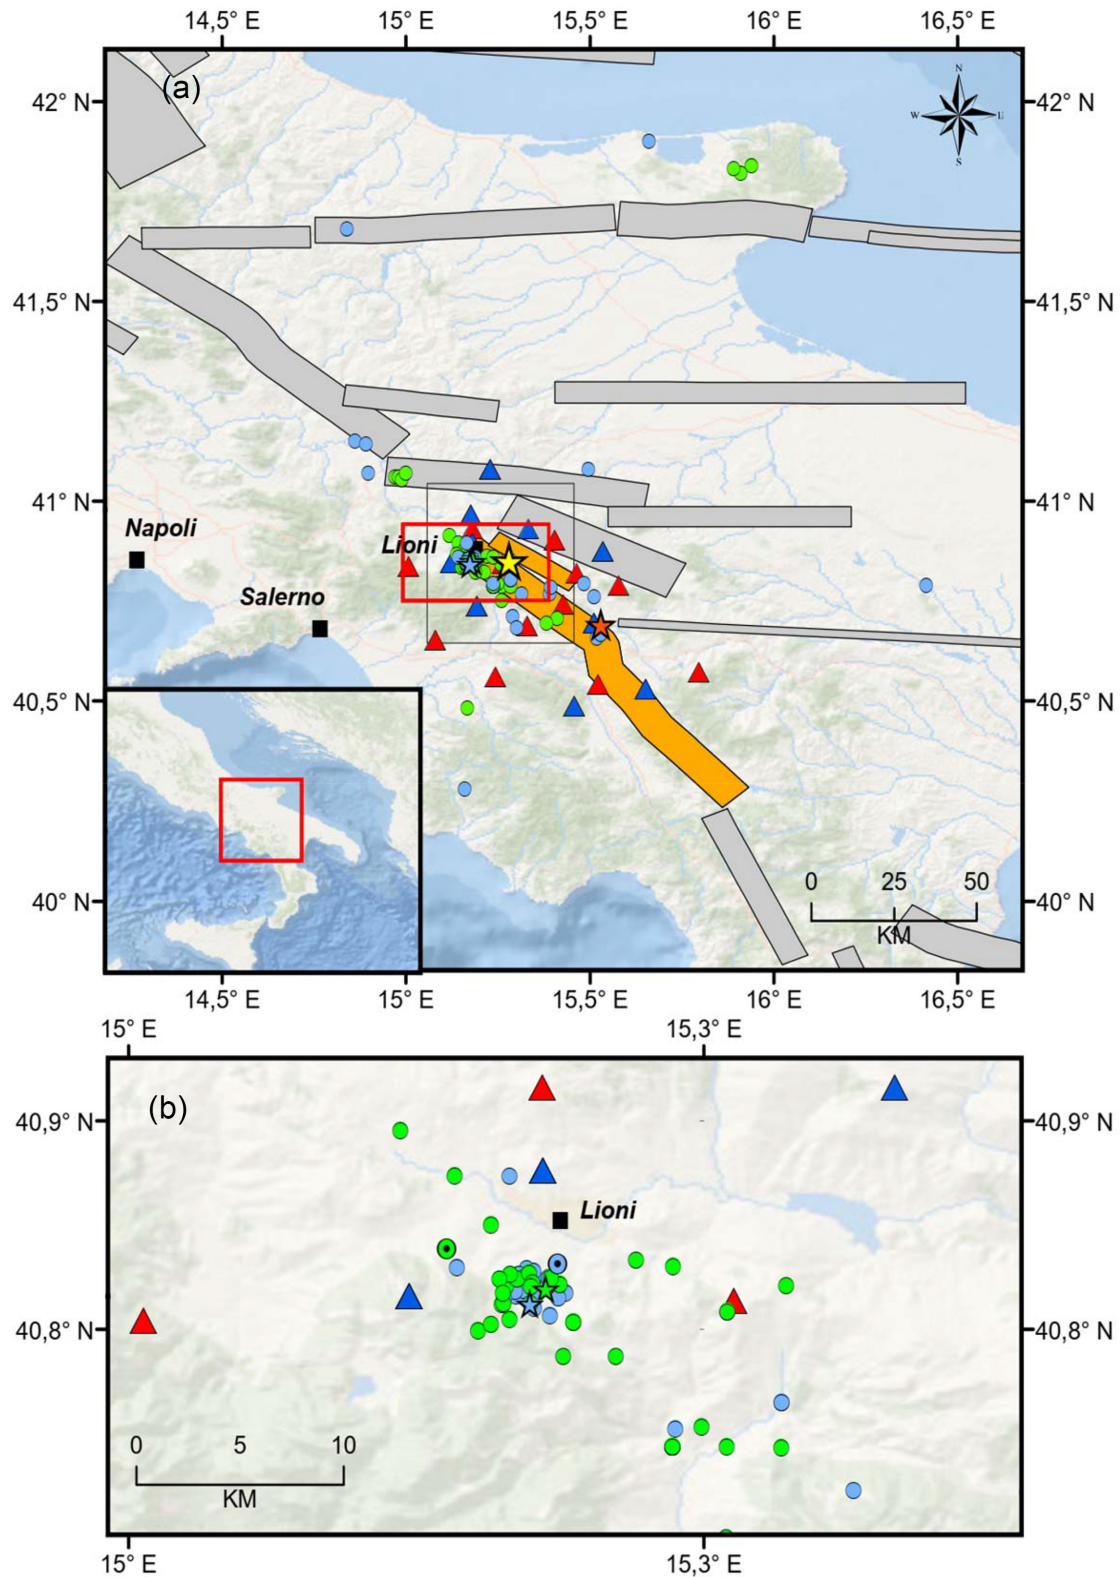 14,5° E 15° E 15,5° E 16° E 16,5° E
(a)
N
W
S
42° N 42° N
41,5° N 41,5° N
41° N 41° N
Napoli
Lioni
Salerno
40,5° N 40,5° N
0 25 50
KM
40° N 40° N
14,5° E 15° E 15,5° E 16° E 16,5° E
15° E 15,3° E
(b)
40,9° N 40,9° N
Lioni
40,8° N 40,8° N
0 5 10
KM
15° E 15,3° E